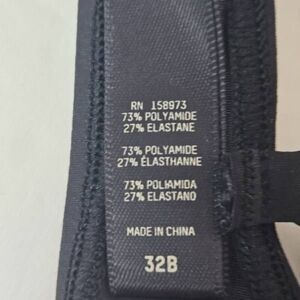 RN 158973
73% POLYAMIDE
27% ELASTANE
73% POLYAMIDE
27% ÉLASTHANNE
73% POLIAMIDA
27% ELASTANO
MADE IN CHINA
32B